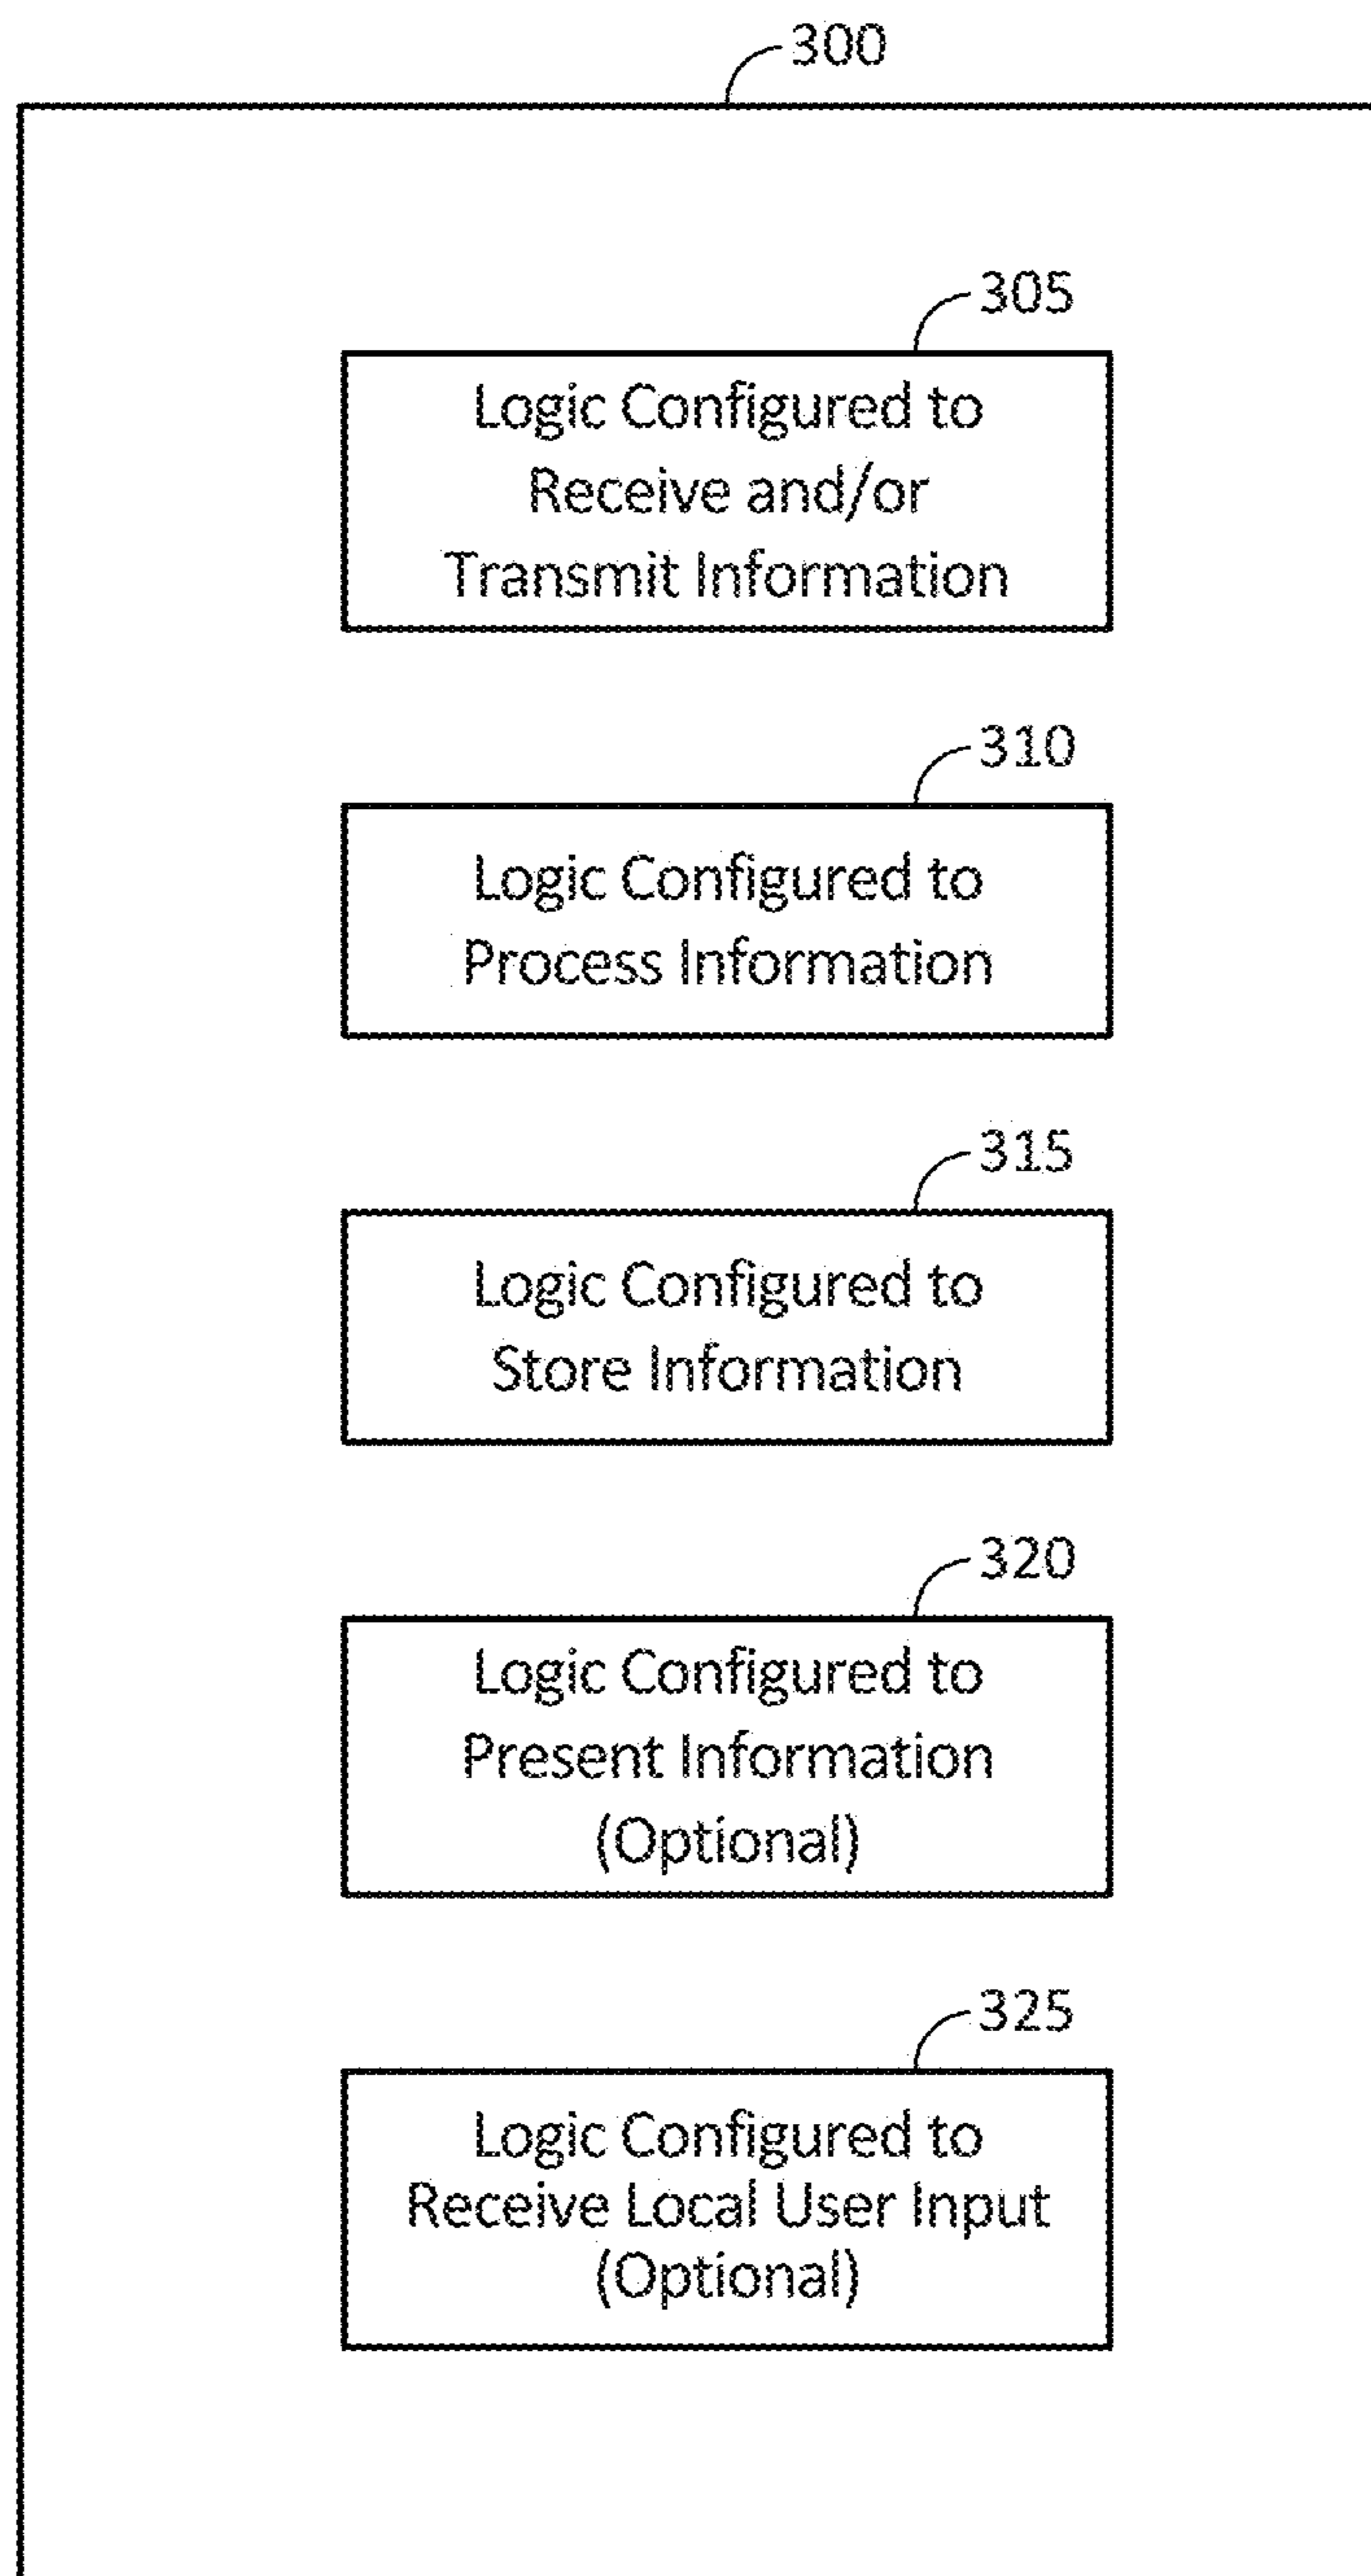 300
305
Logic Configured to
Receive and/or
Transmit Information
310
Logic Configured to
Process Information
315
Logic Configured to
Store Information
320
Logic Configured to
Present Information
(Optional)
325
Logic Configured to
Receive Local User Input
(Optional)